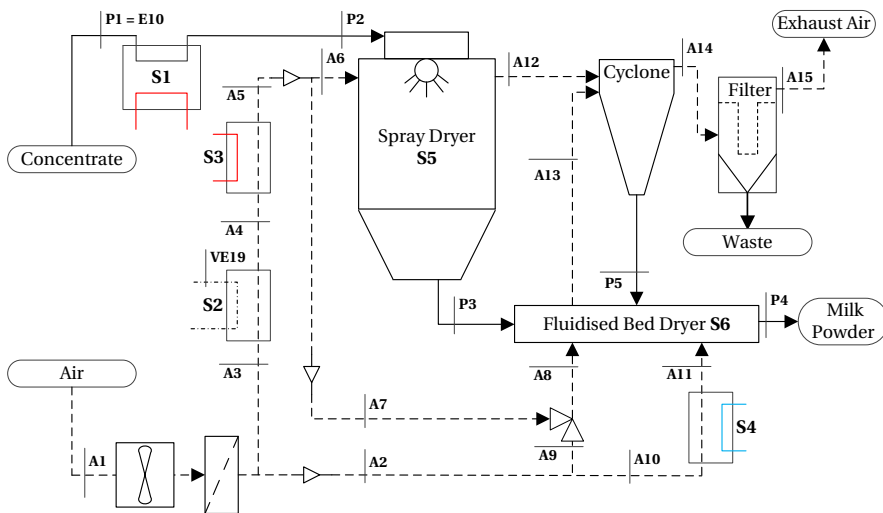 P1 = E10
P2
A6
A12
A14
Exhaust Air
S1
A5
Cyclone
A15
Filter
Concentrate
S3
Spray Dryer
S5
A13
A4
VE19
Waste
S2
P5
P3
P4
Fluidised Bed Dryer S6
Milk
Powder
A3
Air
A8
A11
A7
S4
A1
A2
A9
A10